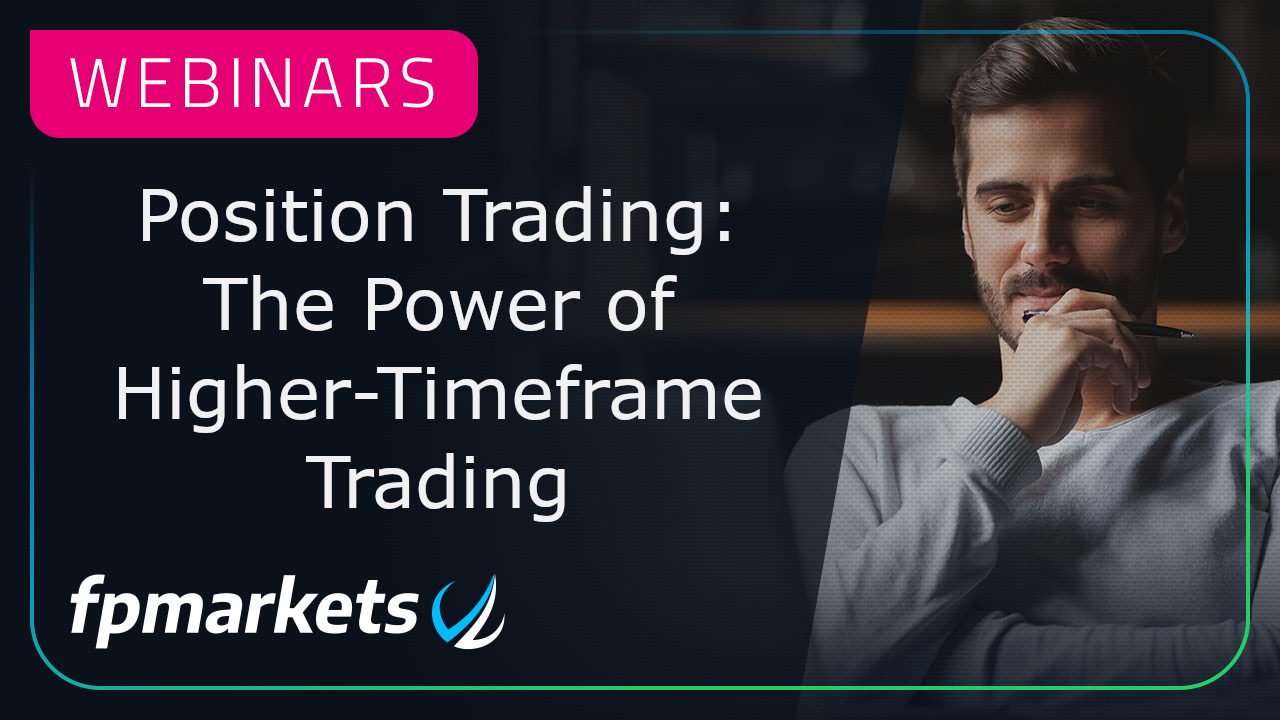 WEBINARS
Position Trading:
The Power of
Higher-Timeframe
Trading
fpmarkets